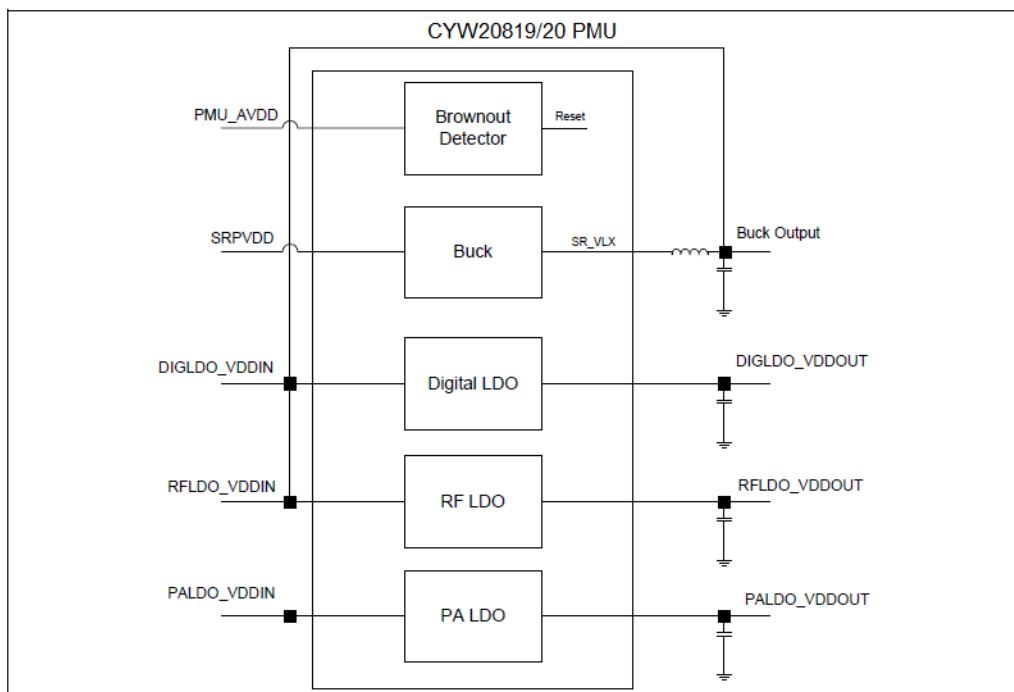 CYW20819/20 PMU
PMU_AVDD
Brownout
Detector
Reset
SRPVDD
Buck
SR_VLX
Buck Output
DIGLDO_VDDIN
Digital LDO
DIGLDO_VDDOUT
RFLDO_VDDIN
RF LDO
RFLDO_VDDOUT
PALDO_VDDIN
PA LDO
PALDO_VDDOUT